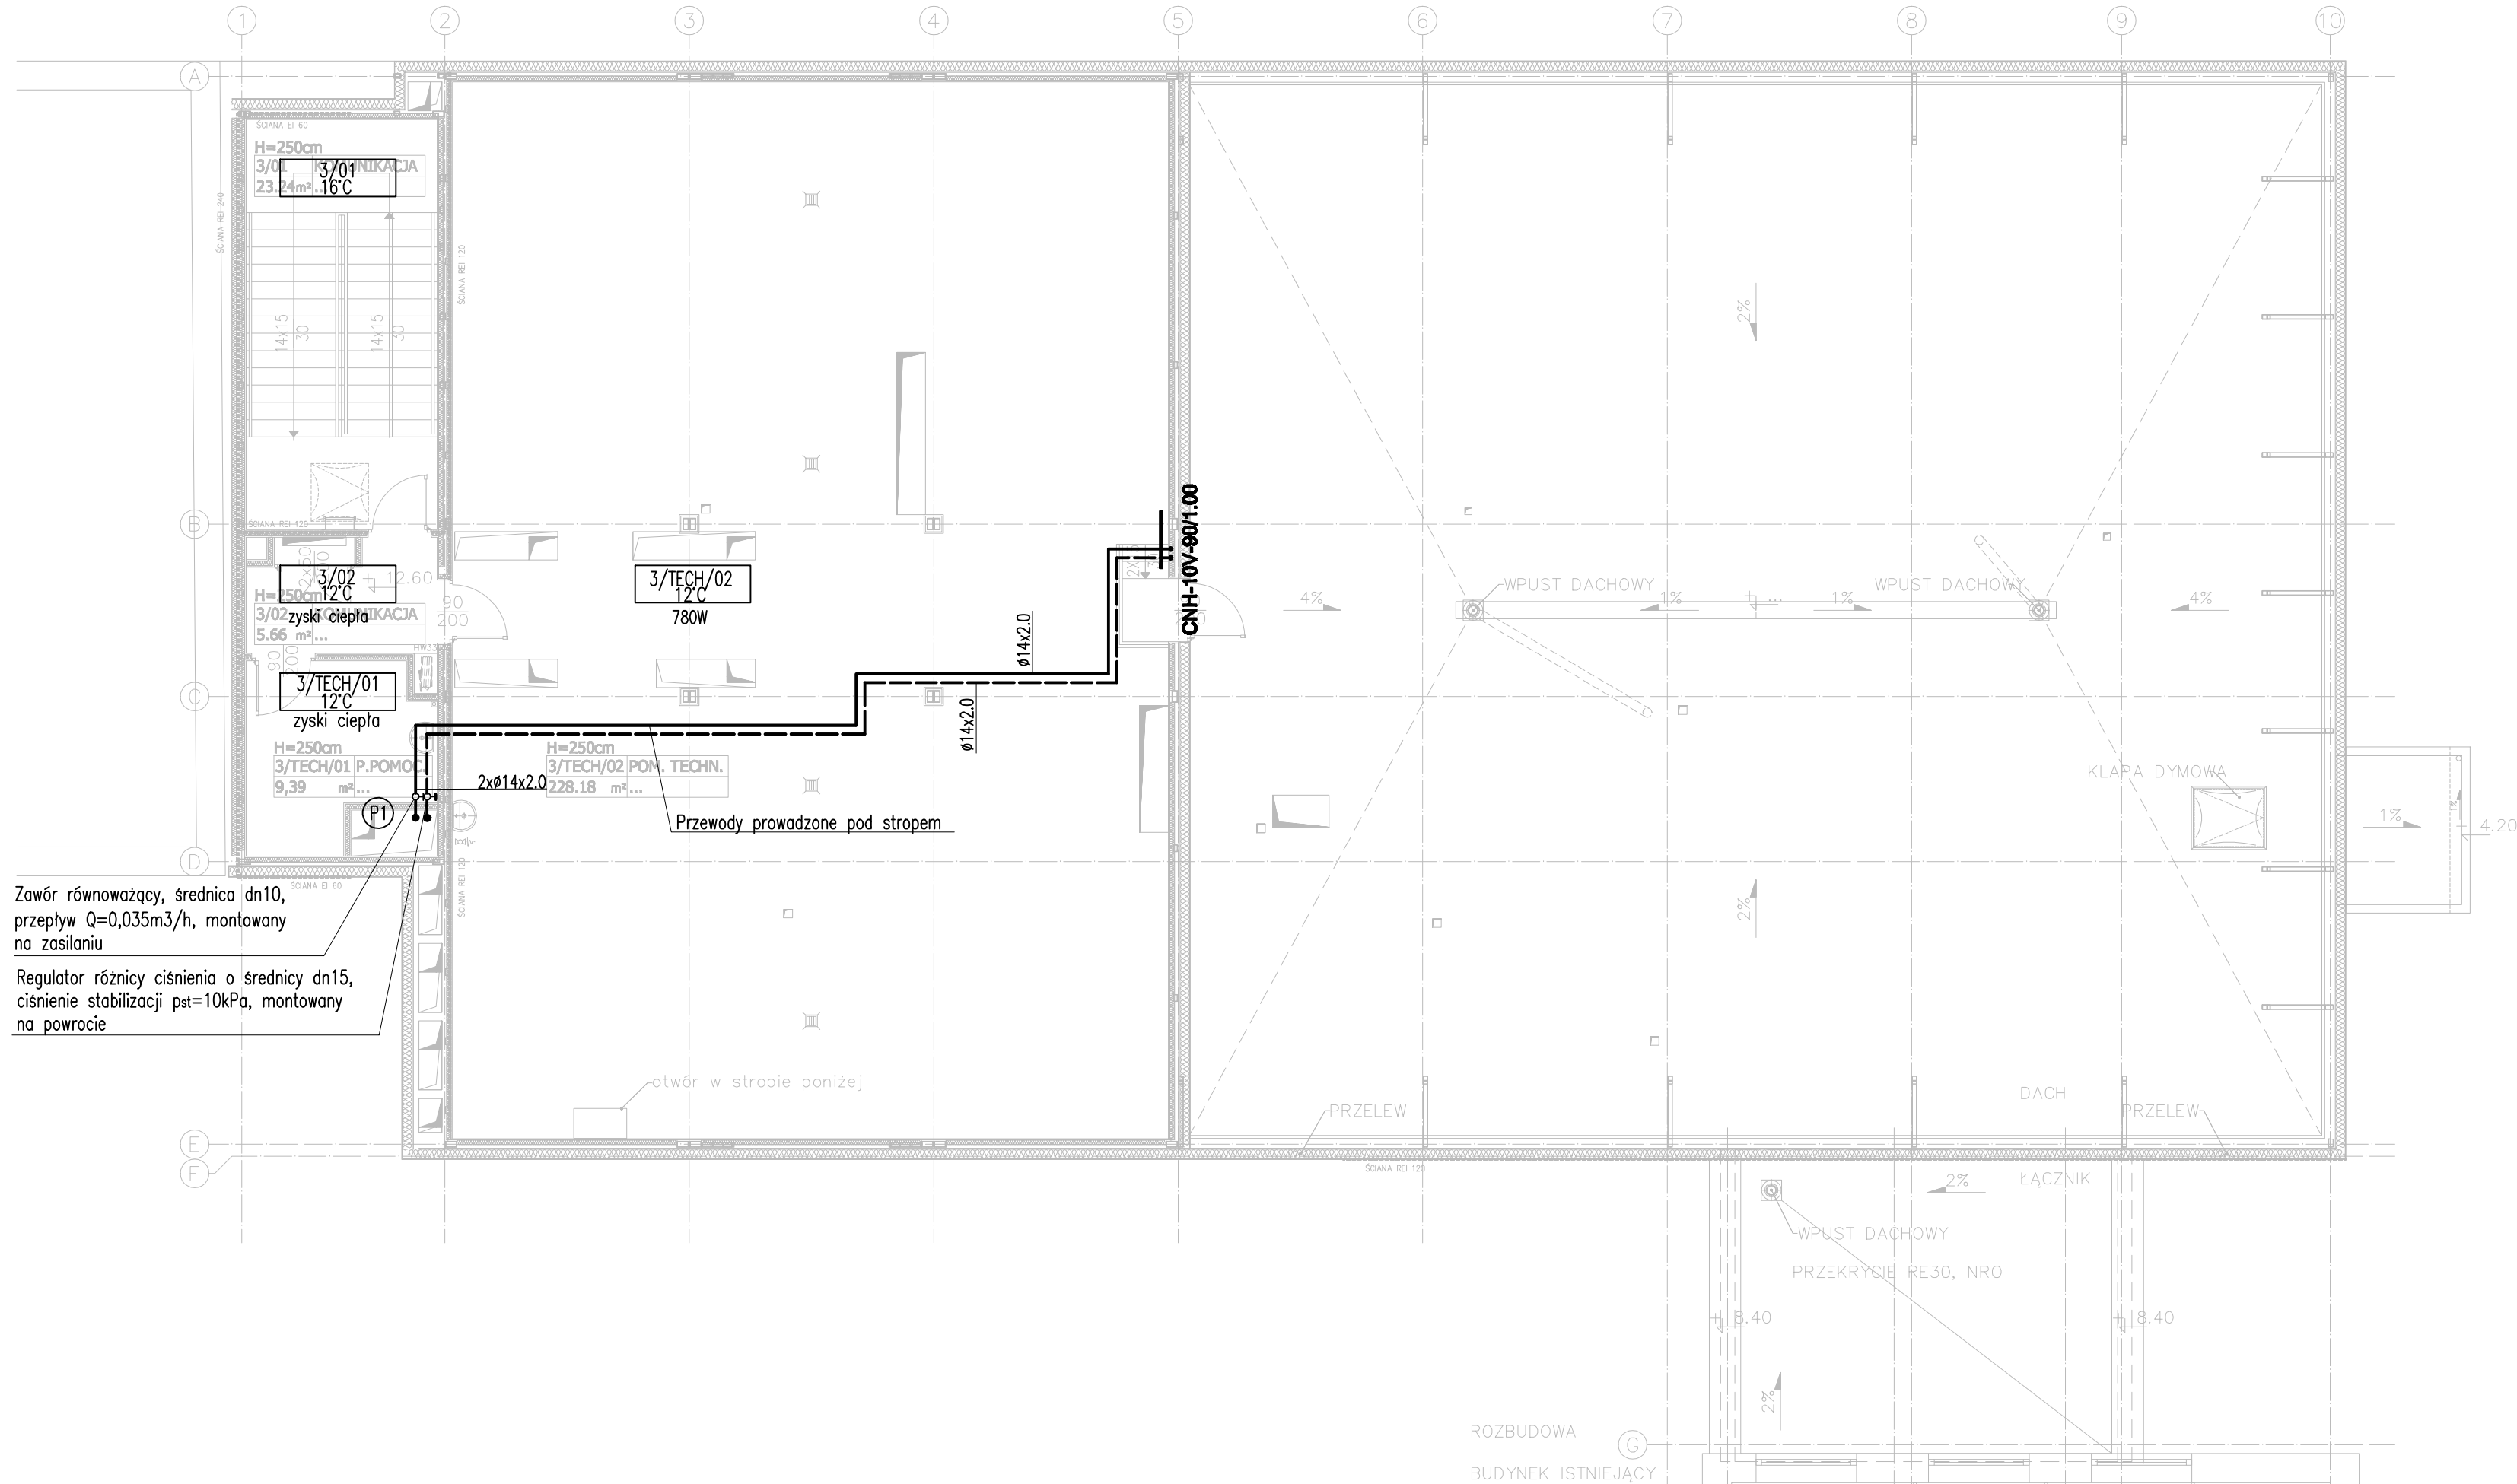 1
2
3
4
5
6
7
8
9
10
A
ŚCIANA EI 60
H=250cm
3/01 KOMUNIKACJA
23.24m² ...
3/01
16°C
ŚCIANA REI 240
ŚCIANA REI 120
14x15
30
14x15
30
2%
B
ŚCIANA REI 120
CNH-10V-90/1.00
3/02
12°C
zyski ciepła
12.60
H=250cm
3/02 KOMUNIKACJA
5.66 m² ...
90
200
3/TECH/02
12°C
780W
WPUST DACHOWY
WPUST DACHOWY
4%
1%
...
1%
4%
90
200
3/TECH/01
12°C
zyski ciepła
C
ø14x2.0
ø14x2.0
H=250cm
3/TECH/01 P.POMOC.
9,39 m² ...
2xø14x2.0
H=250cm
3/TECH/02 POM. TECHN.
228.18 m² ...
P1
Przewody prowadzone pod stropem
KLAPA DYMOWA
1%
1%
4.20
D
ŚCIANA EI 60
ŚCIANA REI 120
Zawór równoważący, średnica dn10,
przepływ Q=0,035m3/h, montowany
na zasilaniu
Regulator różnicy ciśnienia o średnicy dn15,
ciśnienie stabilizacji pst=10kPa, montowany
na powrocie
2%
otwór w stropie poniżej
DACH
PRZELEW
PRZELEW
E
F
ŚCIANA REI 120
2%
ŁĄCZNIK
WPUST DACHOWY
PRZEKRYCIE RE30, NRO
8.40
8.40
2%
ROZBUDOWA
G
BUDYNEK ISTNIEJĄCY